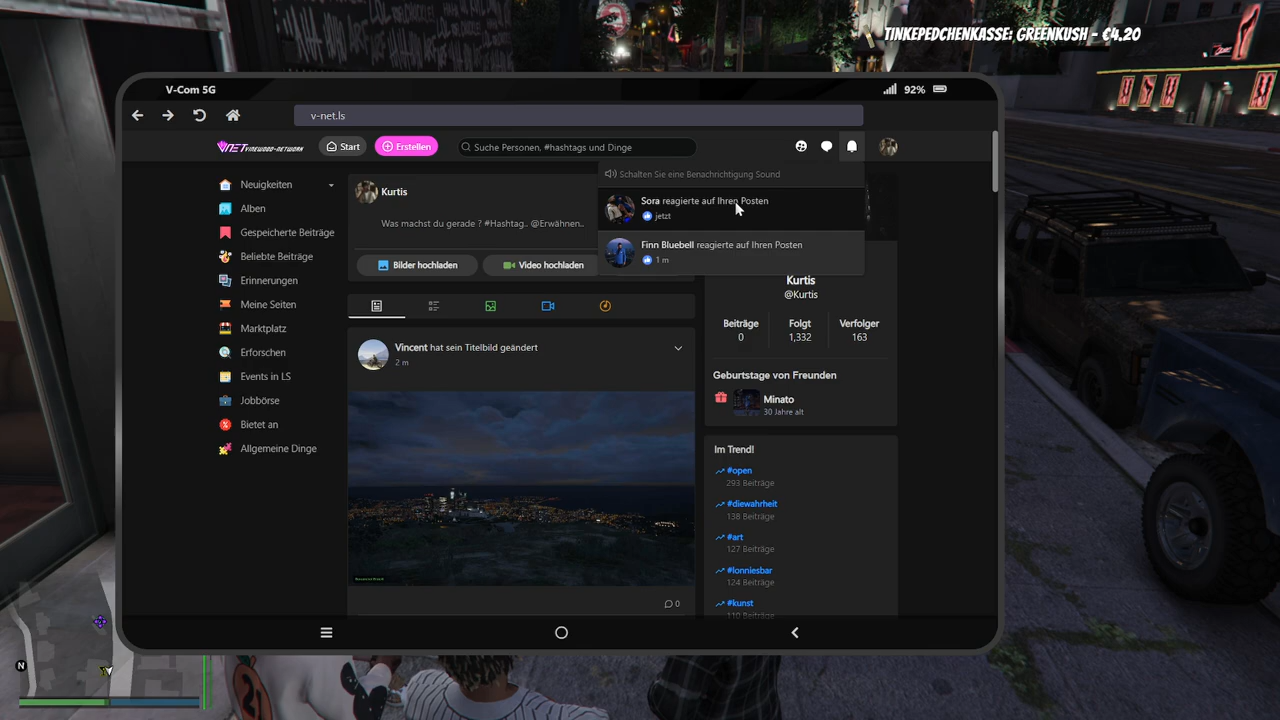 TINKEPEDCHENKASSE: GREENKUSH - €4.20
V-Com 5G
92%
v-net.ls
VNET VINEWOOD-NETWORK
Start
Erstellen
Suche Personen, #hashtags und Dinge
Schalten Sie eine Benachrichtigung Sound
Sora reagierte auf Ihren Posten
jetzt
Finn Bluebell reagierte auf Ihren Posten
1 m
Neuigkeiten
Alben
Gespeicherte Beiträge
Beliebte Beiträge
Erinnerungen
Meine Seiten
Marktplatz
Erforschen
Events in LS
Jobbörse
Bietet an
Allgemeine Dinge
Kurtis
Was machst du gerade ? #Hashtag.. @Erwähnen..
Bilder hochladen
Video hochladen
Vincent hat sein Titelbild geändert
2 m
0
Kurtis
@Kurtis
Beiträge
0
Folgt
1,332
Verfolger
163
Geburtstage von Freunden
Minato
30 Jahre alt
Im Trend!
#open
293 Beiträge
#diewahrheit
138 Beiträge
#art
127 Beiträge
#lonniesbar
124 Beiträge
#kunst
110 Beiträge
N